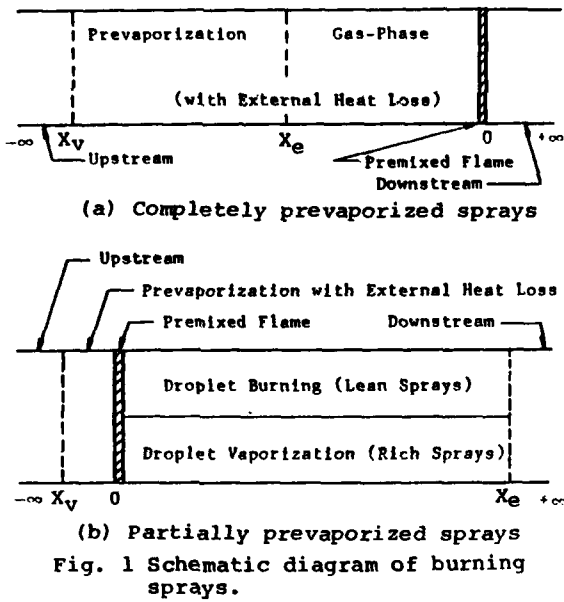 Prevaporization Gas-Phase
(with External Heat Loss)
-∞ Xv Xe 0 +∞
Upstream Premixed Flame
Downstream
(a) Completely prevaporized sprays
Upstream
Prevaporization with External Heat Loss
Premixed Flame Downstream
Droplet Burning (Lean Sprays)
Droplet Vaporization (Rich Sprays)
-∞ Xv 0 Xe +∞
(b) Partially prevaporized sprays
Fig. 1 Schematic diagram of burning
sprays.